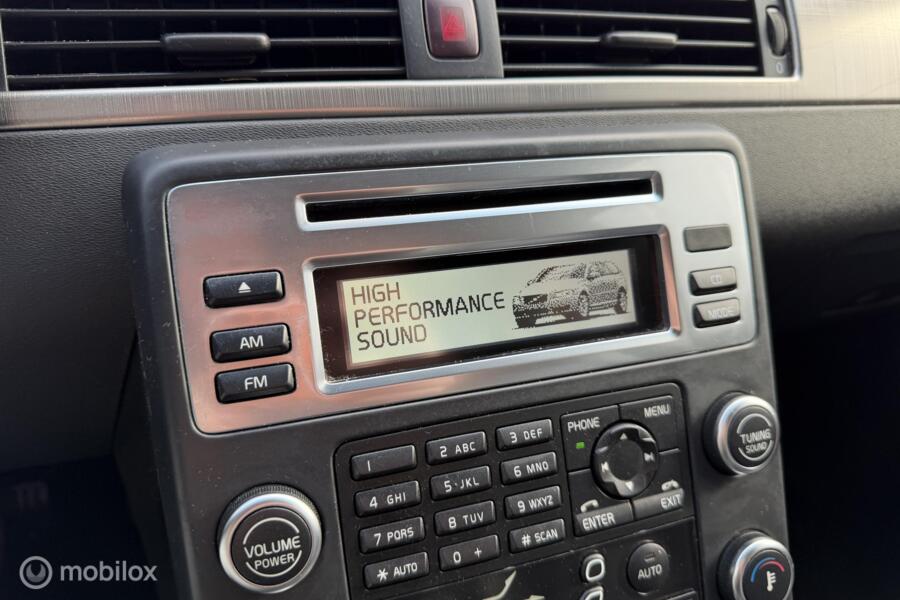 HIGH
PERFORMANCE
SOUND
AM
FM
MODE
1
2 ABC
3 DEF
4 GHI
5 · JKL
6 MNO
7 PQRS
8 TUV
9 WXYZ
* AUTO
0 +
# SCAN
PHONE
MENU
ENTER
EXIT
TUNING
SOUND
VOLUME
POWER
AUTO
0
mobilox